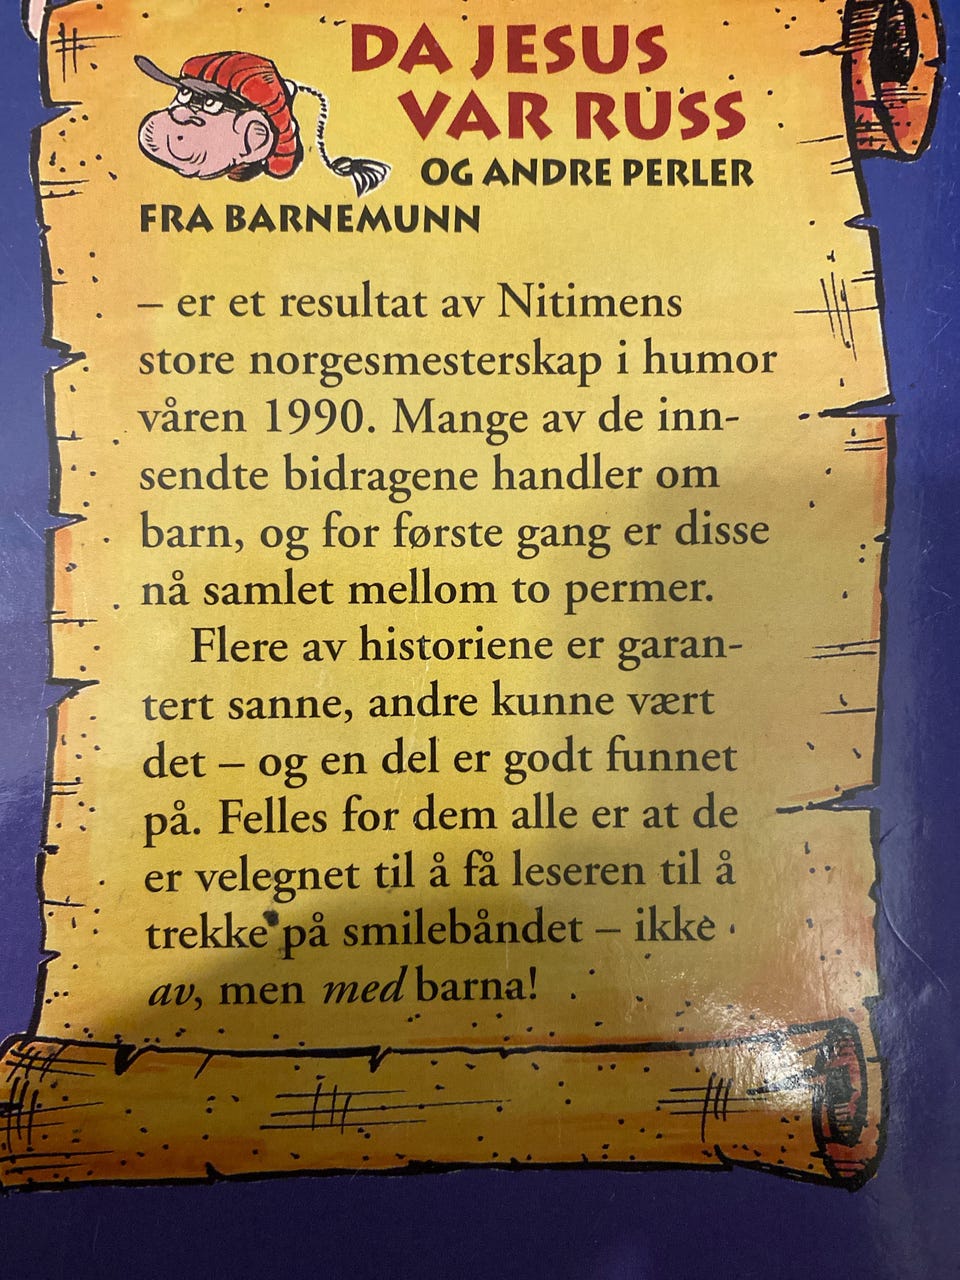 DA JESUS
VAR RUSS
OG ANDRE PERLER
FRA BARNEMUNN
– er et resultat av Nitimens
store norgesmesterskap i humor
våren 1990. Mange av de inn-
sendte bidragene handler om
barn, og for første gang er disse
nå samlet mellom to permer.
Flere av historiene er garan-
tert sanne, andre kunne vært
det – og en del er godt funnet
på. Felles for dem alle er at de
er velegnet til å få leseren til å
trekke på smilebåndet – ikke
av, men med barna!